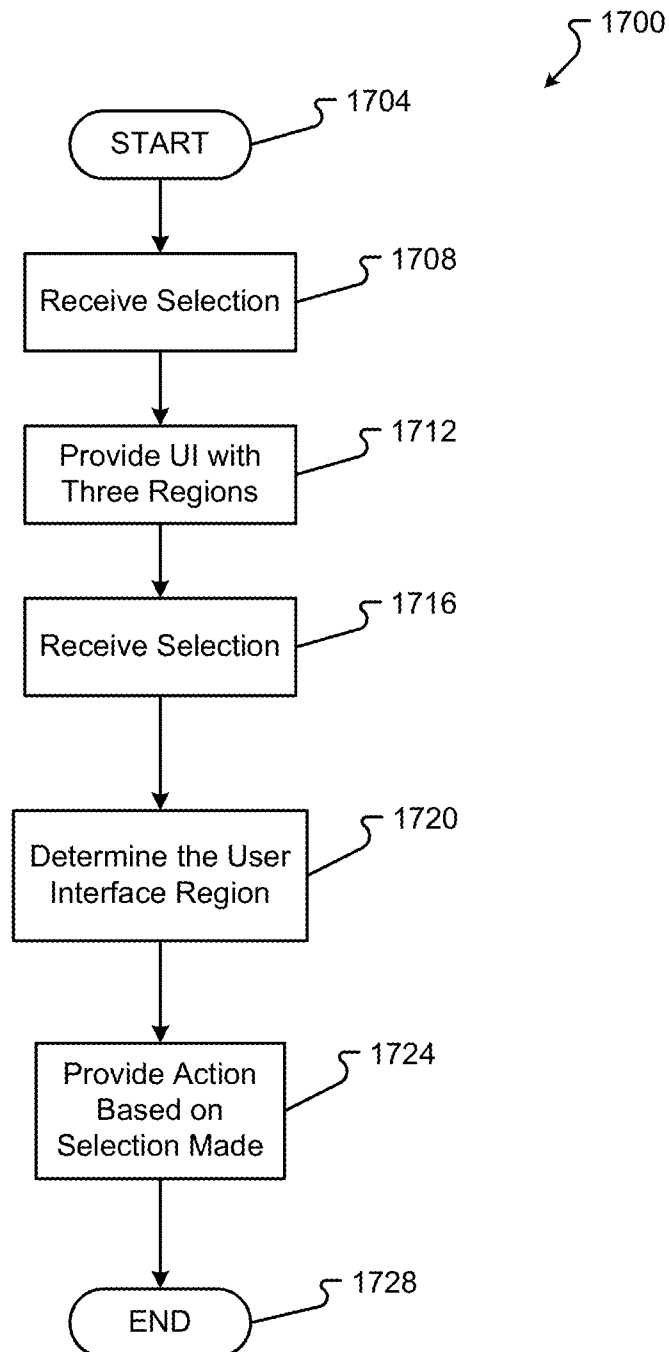 1700
START
1704
Receive Selection
1708
Provide UI with
Three Regions
1712
Receive Selection
1716
Determine the User
Interface Region
1720
Provide Action
Based on
Selection Made
1724
END
1728